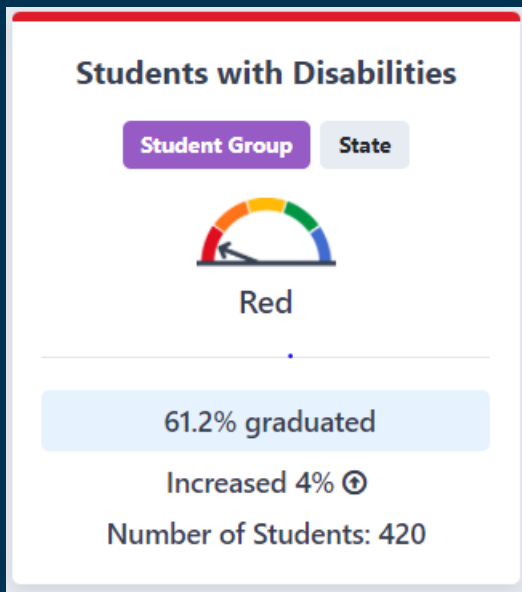 Students with Disabilities
Student Group State
Red
61.2% graduated
Increased 4%
Number of Students: 420